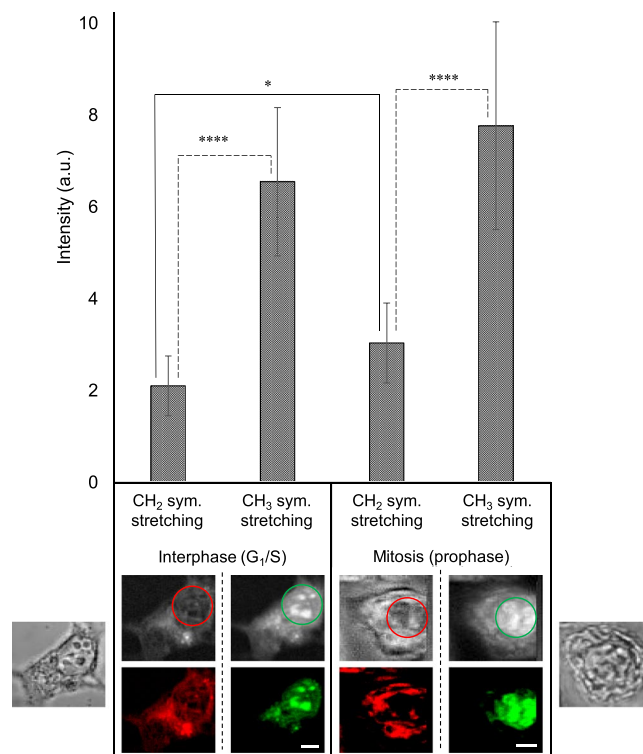 10
8
6
4
2
0
Intensity (a.u.)
*
****
****
CH₂ sym.
stretching
CH₃ sym.
stretching
CH₂ sym.
stretching
CH₃ sym.
stretching
Interphase (G₁/S)
Mitosis (prophase)